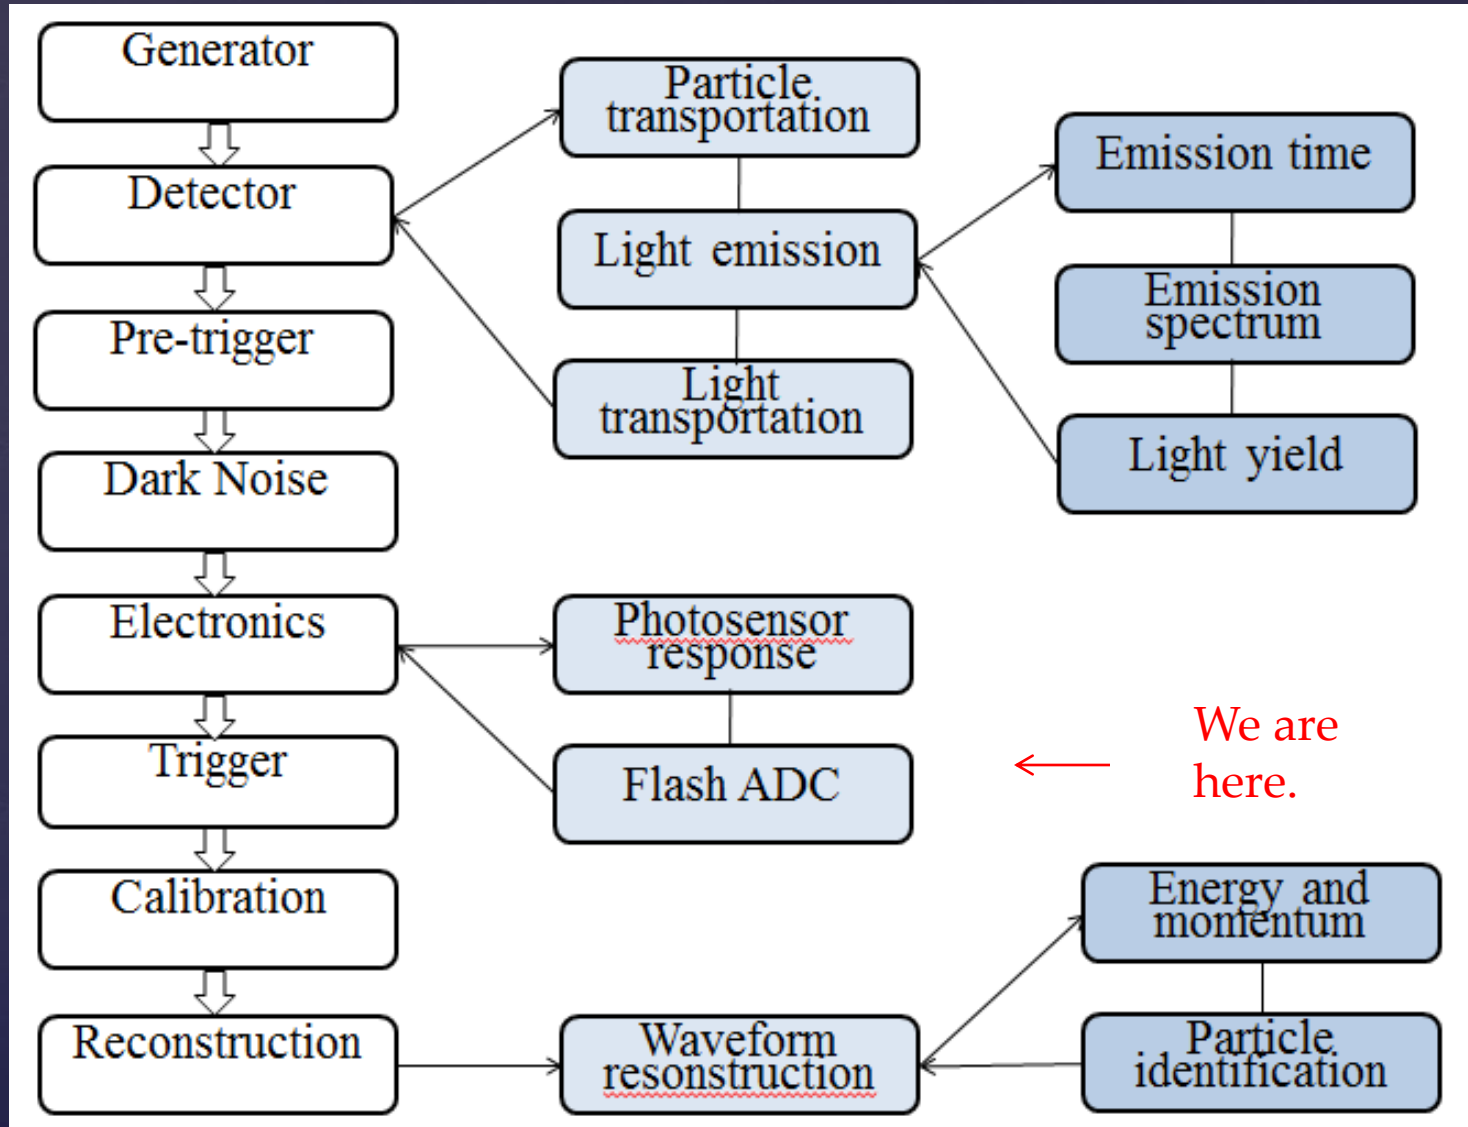 Generator
Detector
Pre-trigger
Dark Noise
Electronics
Trigger
Calibration
Reconstruction
Particle
transportation
Light emission
Light
transportation
Emission time
Emission
spectrum
Light yield
Photosensor
response
Flash ADC
We are
here.
Waveform
resonstruction
Energy and
momentum
Particle
identification